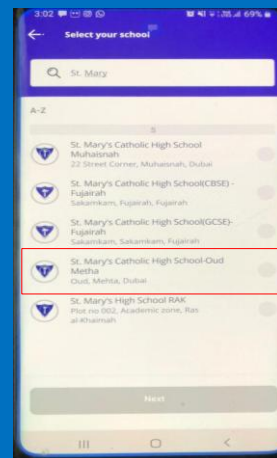 3:02
69%
Select your school
St. Mary
A-Z
S
St. Mary's Catholic High School
Muhaisnah
22 Street Corner, Muhaisnah, Dubai
St. Mary's Catholic High School(CBSE) -
Fujairah
Sakamkam, Fujairah, Fujairah
St. Mary's Catholic High School(GCSE)-
Fujairah
Sakamkam, Sakamkam, Fujairah
St. Mary's Catholic High School-Oud
Metha
Oud, Mehta, Dubai
St. Mary's High School RAK
Plot no 002, Academic zone, Ras
al-Khaimah
Next